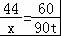 44/x = 60/90t